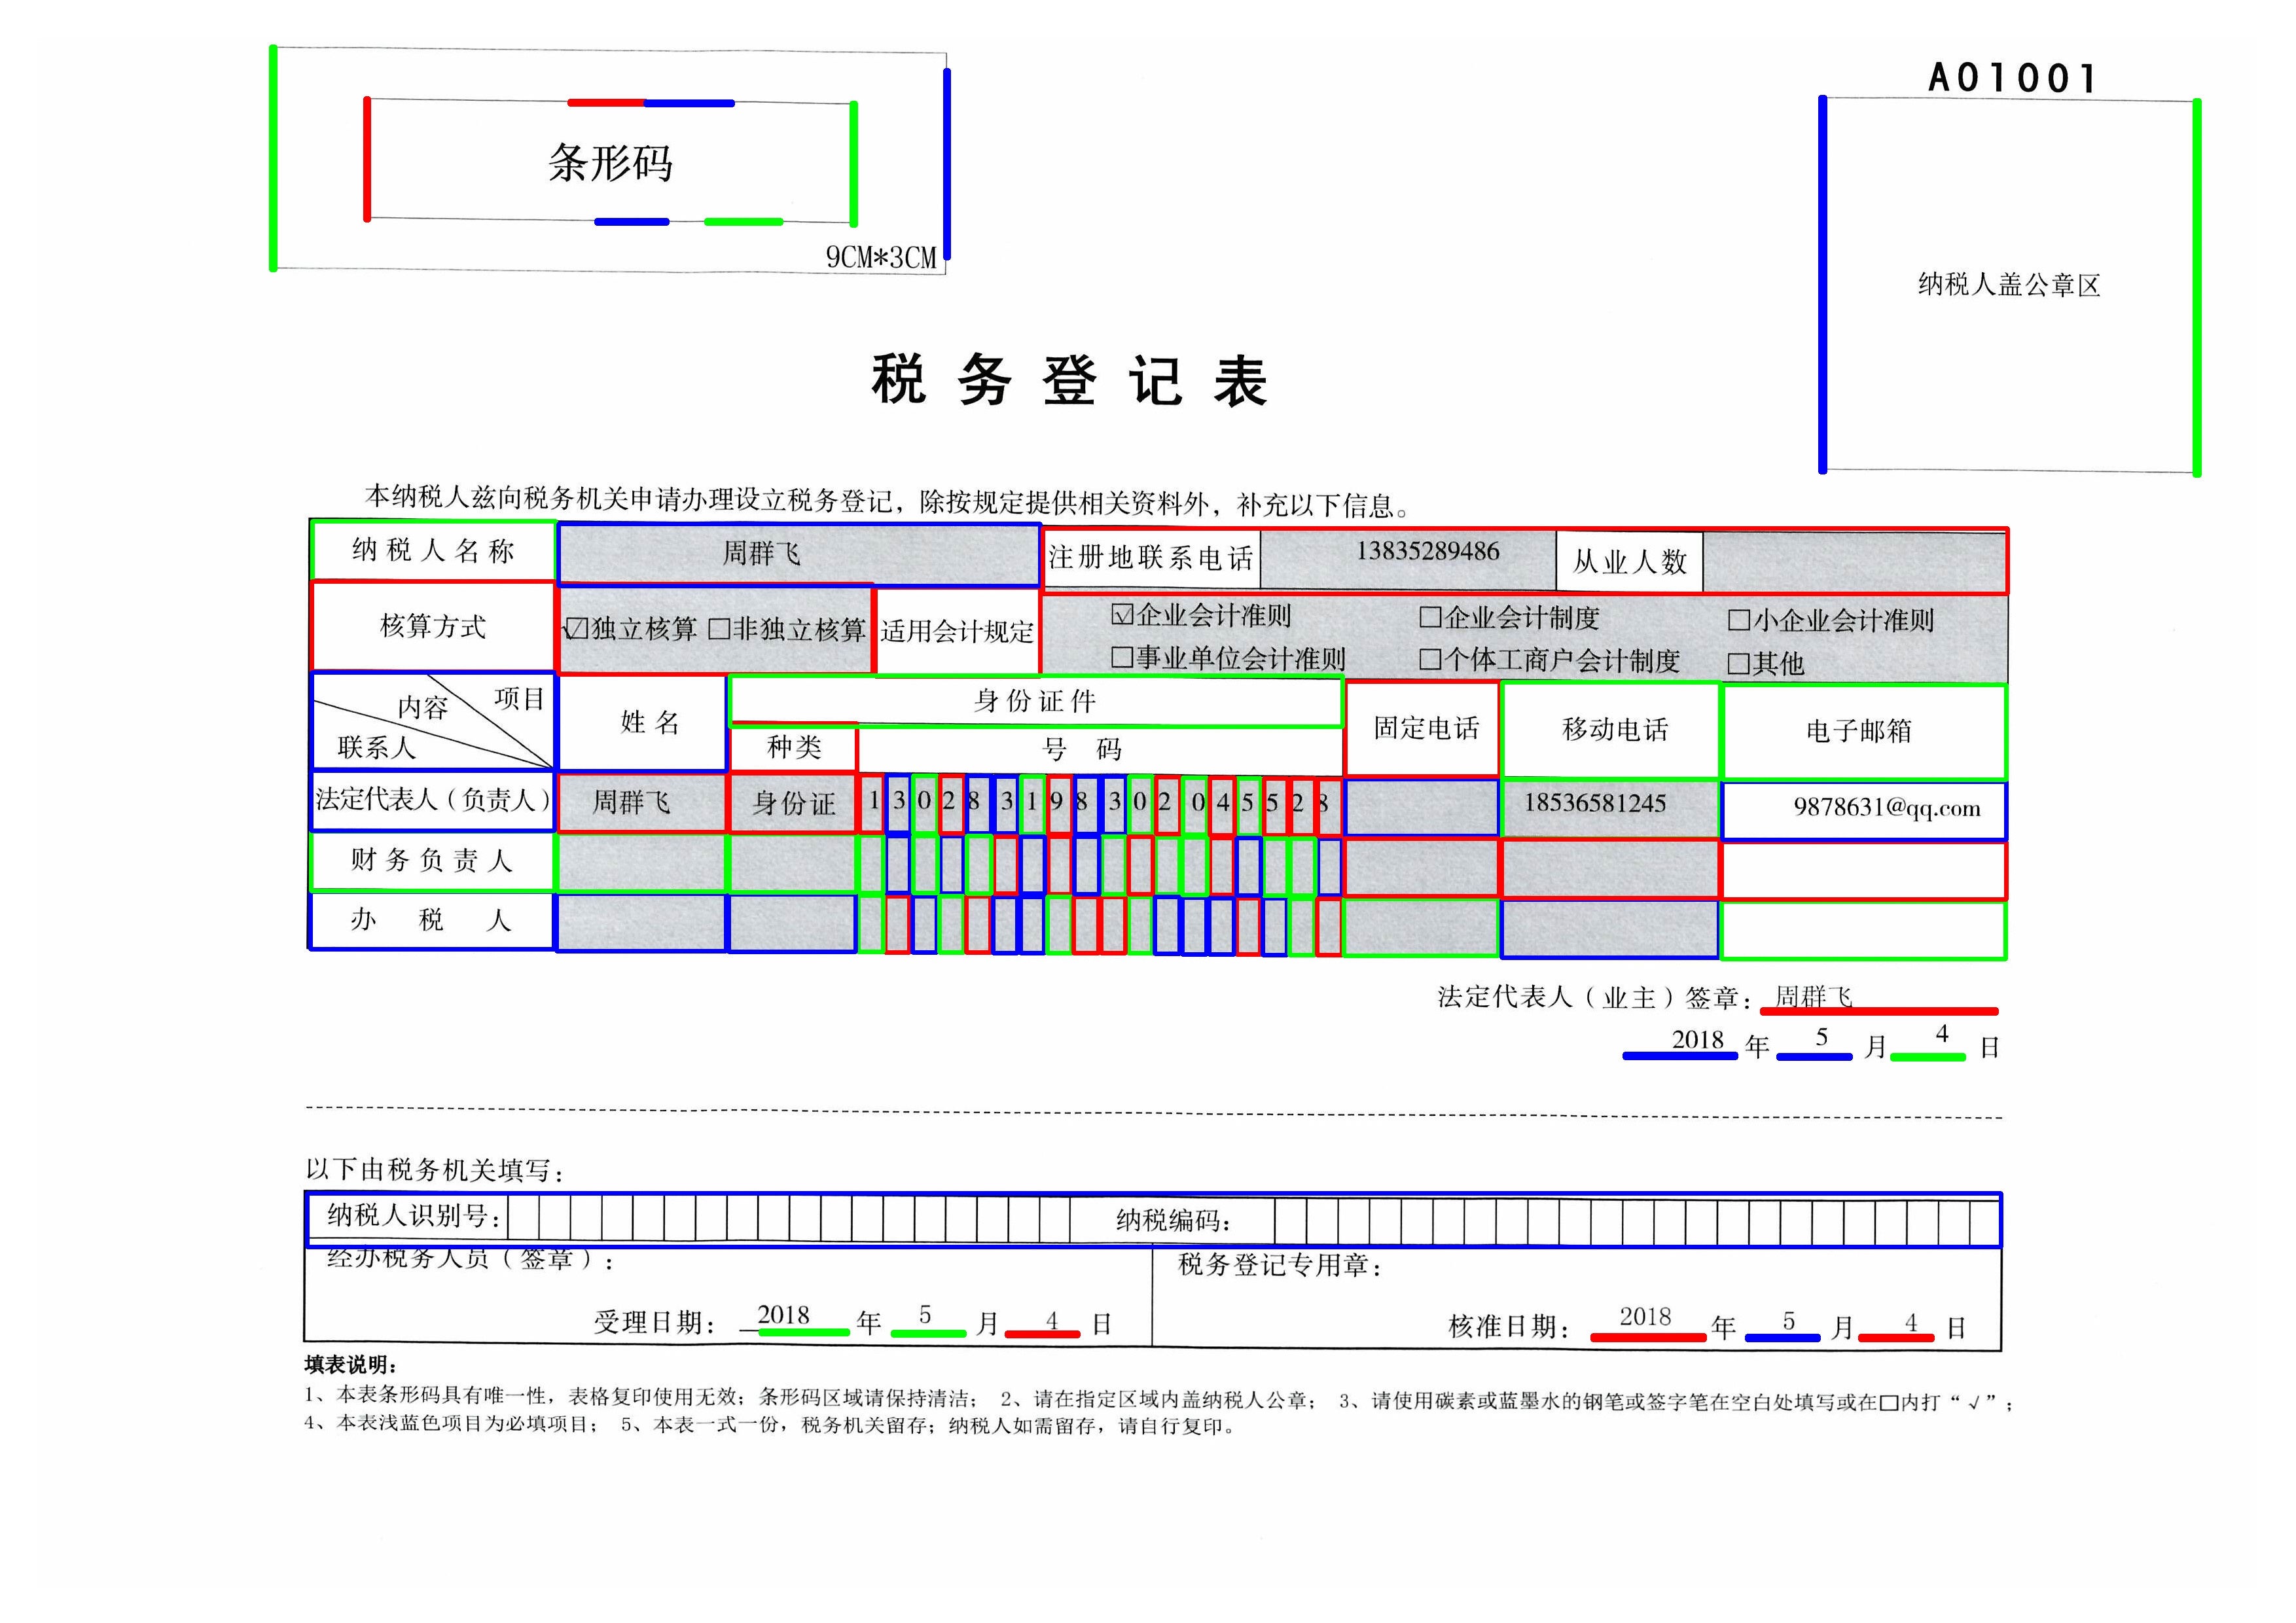 A01001
条形码
9CM*3CM
纳税人盖公章区
税务登记表
本纳税人兹向税务机关申请办理设立税务登记，除按规定提供相关资料外，补充以下信息。
纳税人名称 周群飞 注册地联系电话 13835289486 从业人数
核算方式 ☑独立核算 □非独立核算 适用会计规定 ☑企业会计准则 □企业会计制度 □小企业会计准则
□事业单位会计准则 □个体工商户会计制度 □其他
内容 项目 联系人 姓名 身份证件 固定电话 移动电话 电子邮箱
种类 号码
法定代表人（负责人） 周群飞 身份证 1 3 0 2 8 3 1 9 8 3 0 2 0 4 5 5 2 8 18536581245 9878631@qq.com
财务负责人
办税人
法定代表人（业主）签章：周群飞
2018 年 5 月 4 日
以下由税务机关填写：
纳税人识别号： 纳税编码：
经办税务人员（签章）： 税务登记专用章：
受理日期： 2018 年 5 月 4 日 核准日期： 2018 年 5 月 4 日
填表说明：
1、本表条形码具有唯一性，表格复印使用无效；条形码区域请保持清洁； 2、请在指定区域内盖纳税人公章； 3、请使用碳素或蓝墨水的钢笔或签字笔在空白处填写或在□内打“√”；
4、本表浅蓝色项目为必填项目； 5、本表一式一份，税务机关留存；纳税人如需留存，请自行复印。